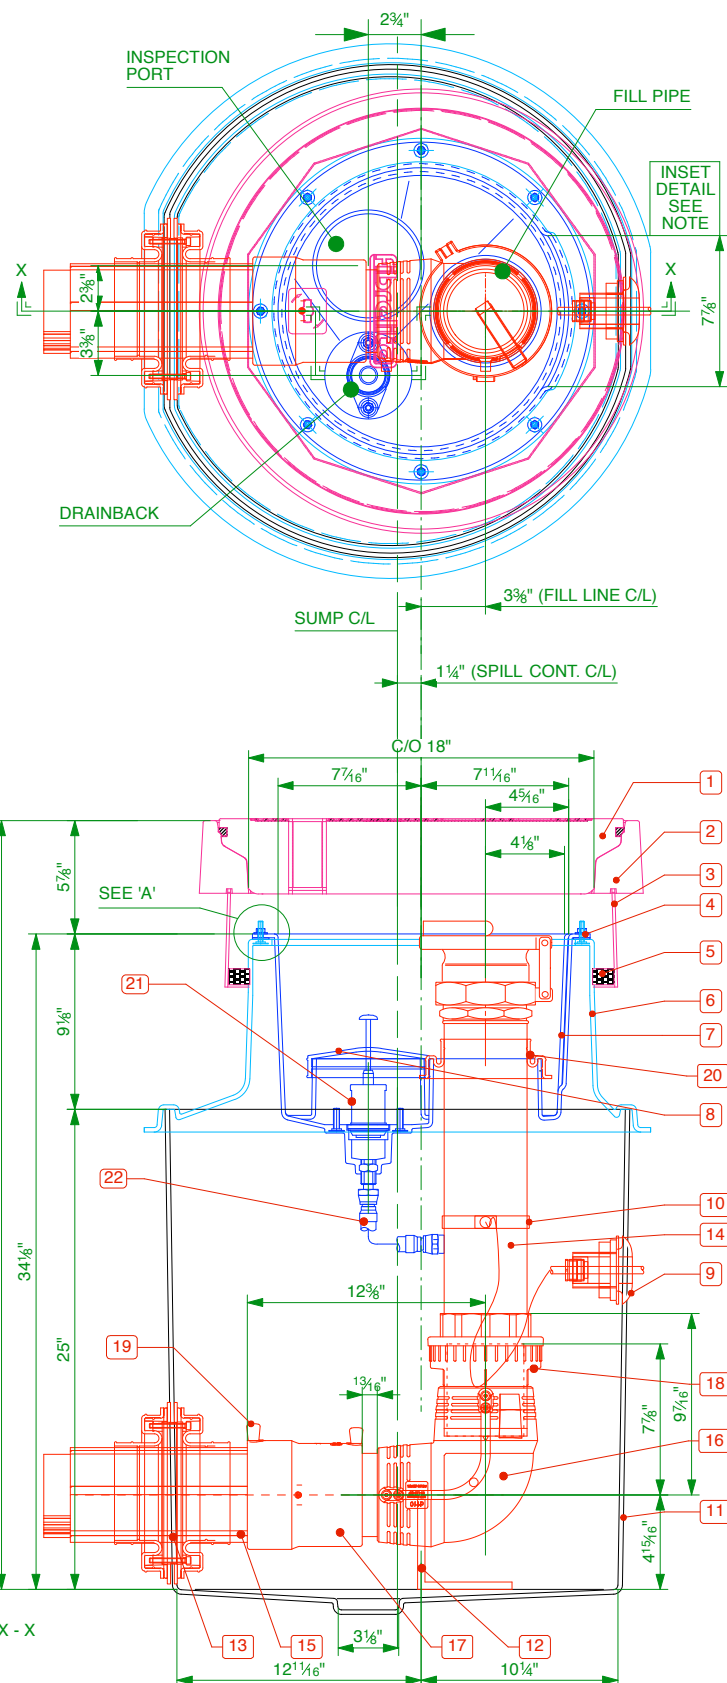 2¾"
INSPECTION
PORT
FILL PIPE
INSET
DETAIL
SEE
NOTE
X
X
2⅜"
3⅜"
7⅞"
Fibrelite
DRAINBACK
3⅜" (FILL LINE C/L)
SUMP C/L
1¼" (SPILL CONT. C/L)
C/O 18"
7⁷⁄₁₆"
7¹¹⁄₁₆"
4⁵⁄₁₆"
4⅛"
1
2
3
4
5
6
7
20
8
10
14
9
18
16
11
5⅞"
SEE 'A'
9⅛"
21
22
34⅛"
25"
12⅜"
19
¹³⁄₁₆"
7⅞"
9⁷⁄₁₆"
4¹⁵⁄₁₆"
X - X
13
15
3⅛"
17
12
12¹¹⁄₁₆"
10¼"